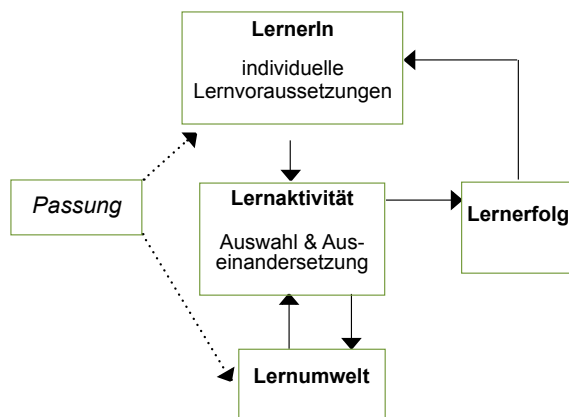 LernerIn
individuelle
Lernvoraussetzungen
Passung
Lernaktivität
Auswahl & Aus-
einandersetzung
Lernerfolg
Lernumwelt